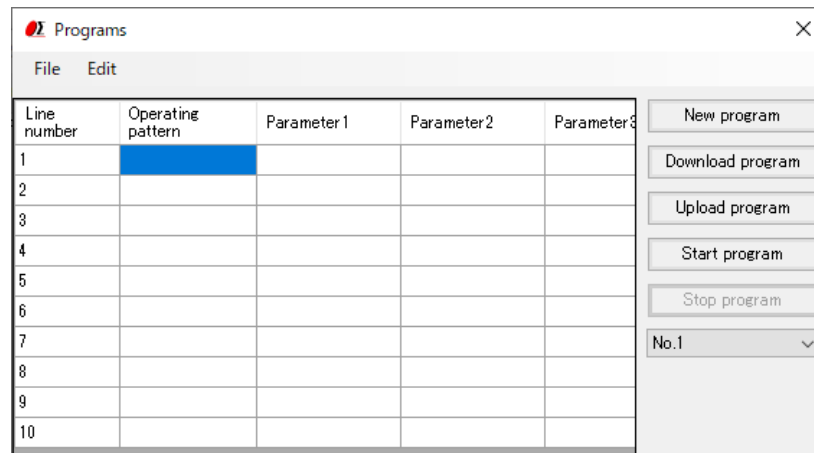 Programs
File Edit
Line number Operating pattern Parameter1 Parameter2 Parameter3
1
2
3
4
5
6
7
8
9
10
New program
Download program
Upload program
Start program
Stop program
No.1